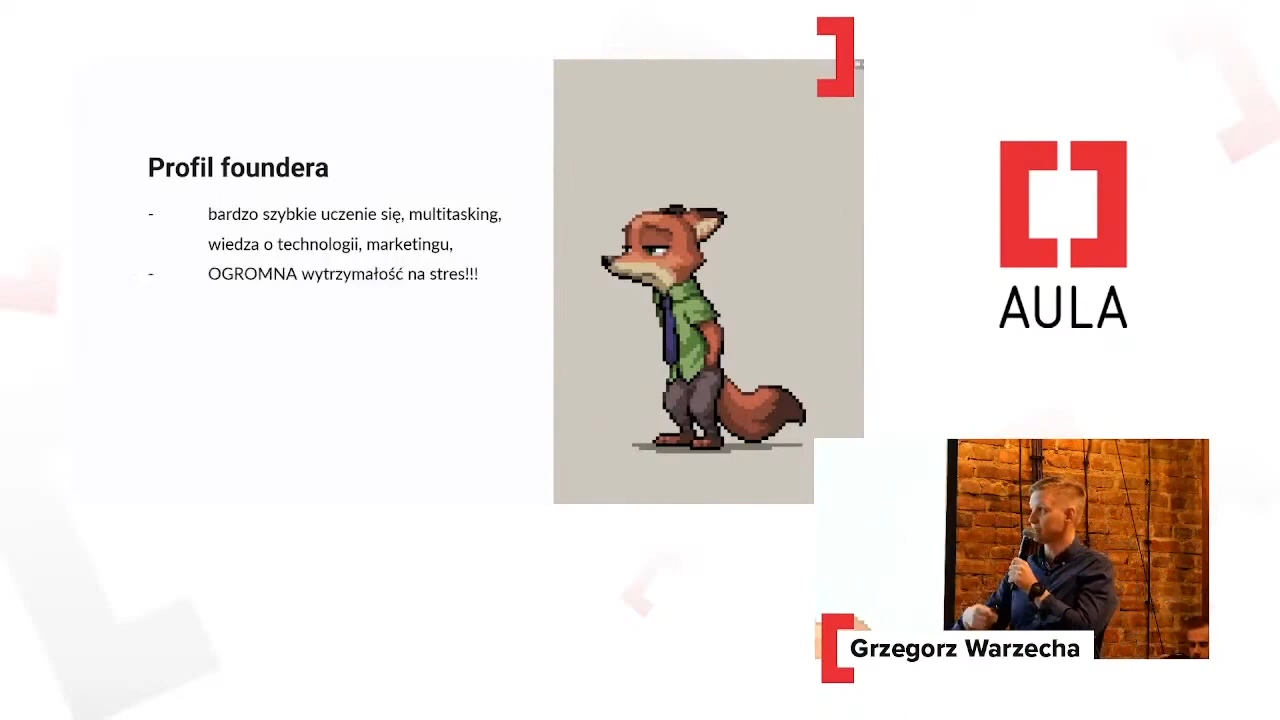 Profil foundera
- bardzo szybkie uczenie się, multitasking,
wiedza o technologii, marketingu,
- OGROMNA wytrzymałość na stres!!!
AULA
Grzegorz Warzecha